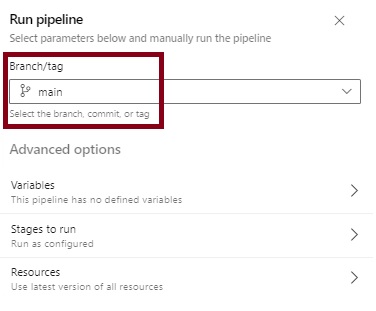 Run pipeline
Select parameters below and manually run the pipeline
Branch/tag
main
Select the branch, commit, or tag
Advanced options
Variables
This pipeline has no defined variables
Stages to run
Run as configured
Resources
Use latest version of all resources